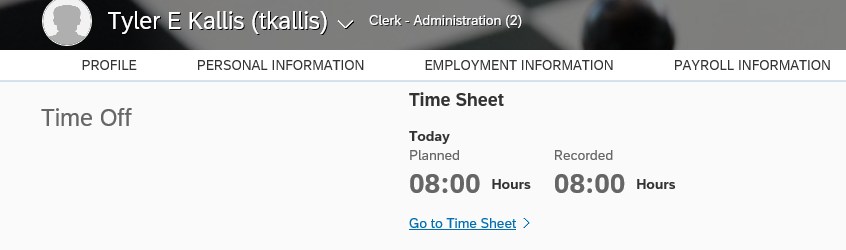 Tyler E Kallis (tkallis) Clerk - Administration (2)
PROFILE PERSONAL INFORMATION EMPLOYMENT INFORMATION PAYROLL INFORMATION
Time Off
Time Sheet
Today
Planned Recorded
08:00 Hours 08:00 Hours
Go to Time Sheet